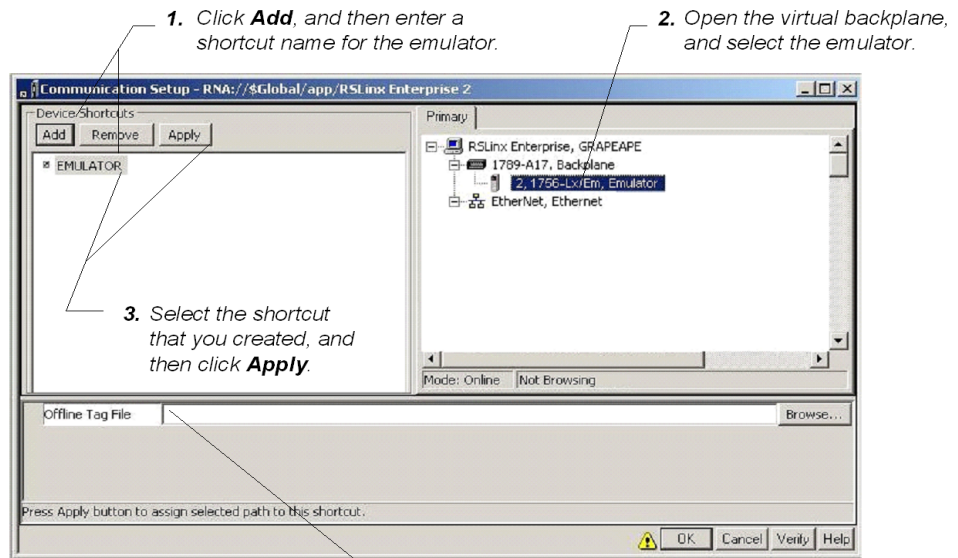 1. Click Add, and then enter a
shortcut name for the emulator.
2. Open the virtual backplane,
and select the emulator.
Communication Setup - RNA://$Global/app/RSLinx Enterprise 2
Device/Shortcuts
Add Remove Apply
EMULATOR
Primary
RSLinx Enterprise, GRAPEAPE
1789-A17, Backplane
2, 1756-Lx/Em, Emulator
EtherNet, Ethernet
3. Select the shortcut
that you created, and
then click Apply.
Mode: Online Not Browsing
Offline Tag File
Browse...
Press Apply button to assign selected path to this shortcut.
OK Cancel Verify Help